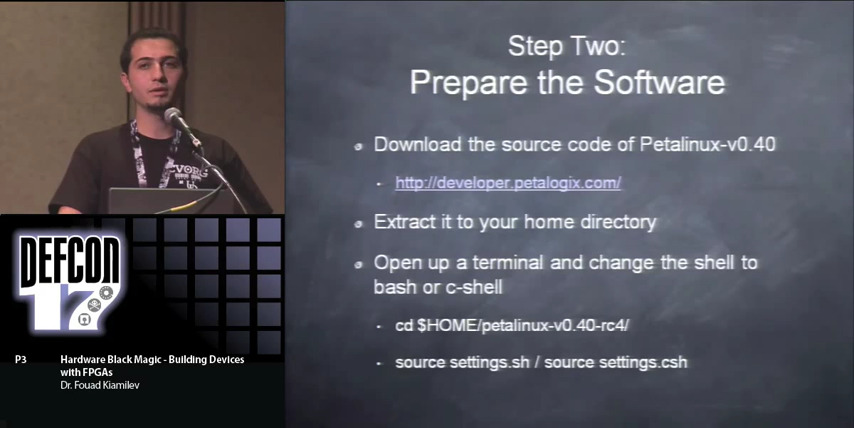 CVORG
DEFCON
17
P3 Hardware Black Magic - Building Devices
with FPGAs
Dr. Fouad Kiamilev
Step Two:
Prepare the Software
Download the source code of Petalinux-v0.40
http://developer.petalogix.com/
Extract it to your home directory
Open up a terminal and change the shell to
bash or c-shell
cd $HOME/petalinux-v0.40-rc4/
source settings.sh / source settings.csh